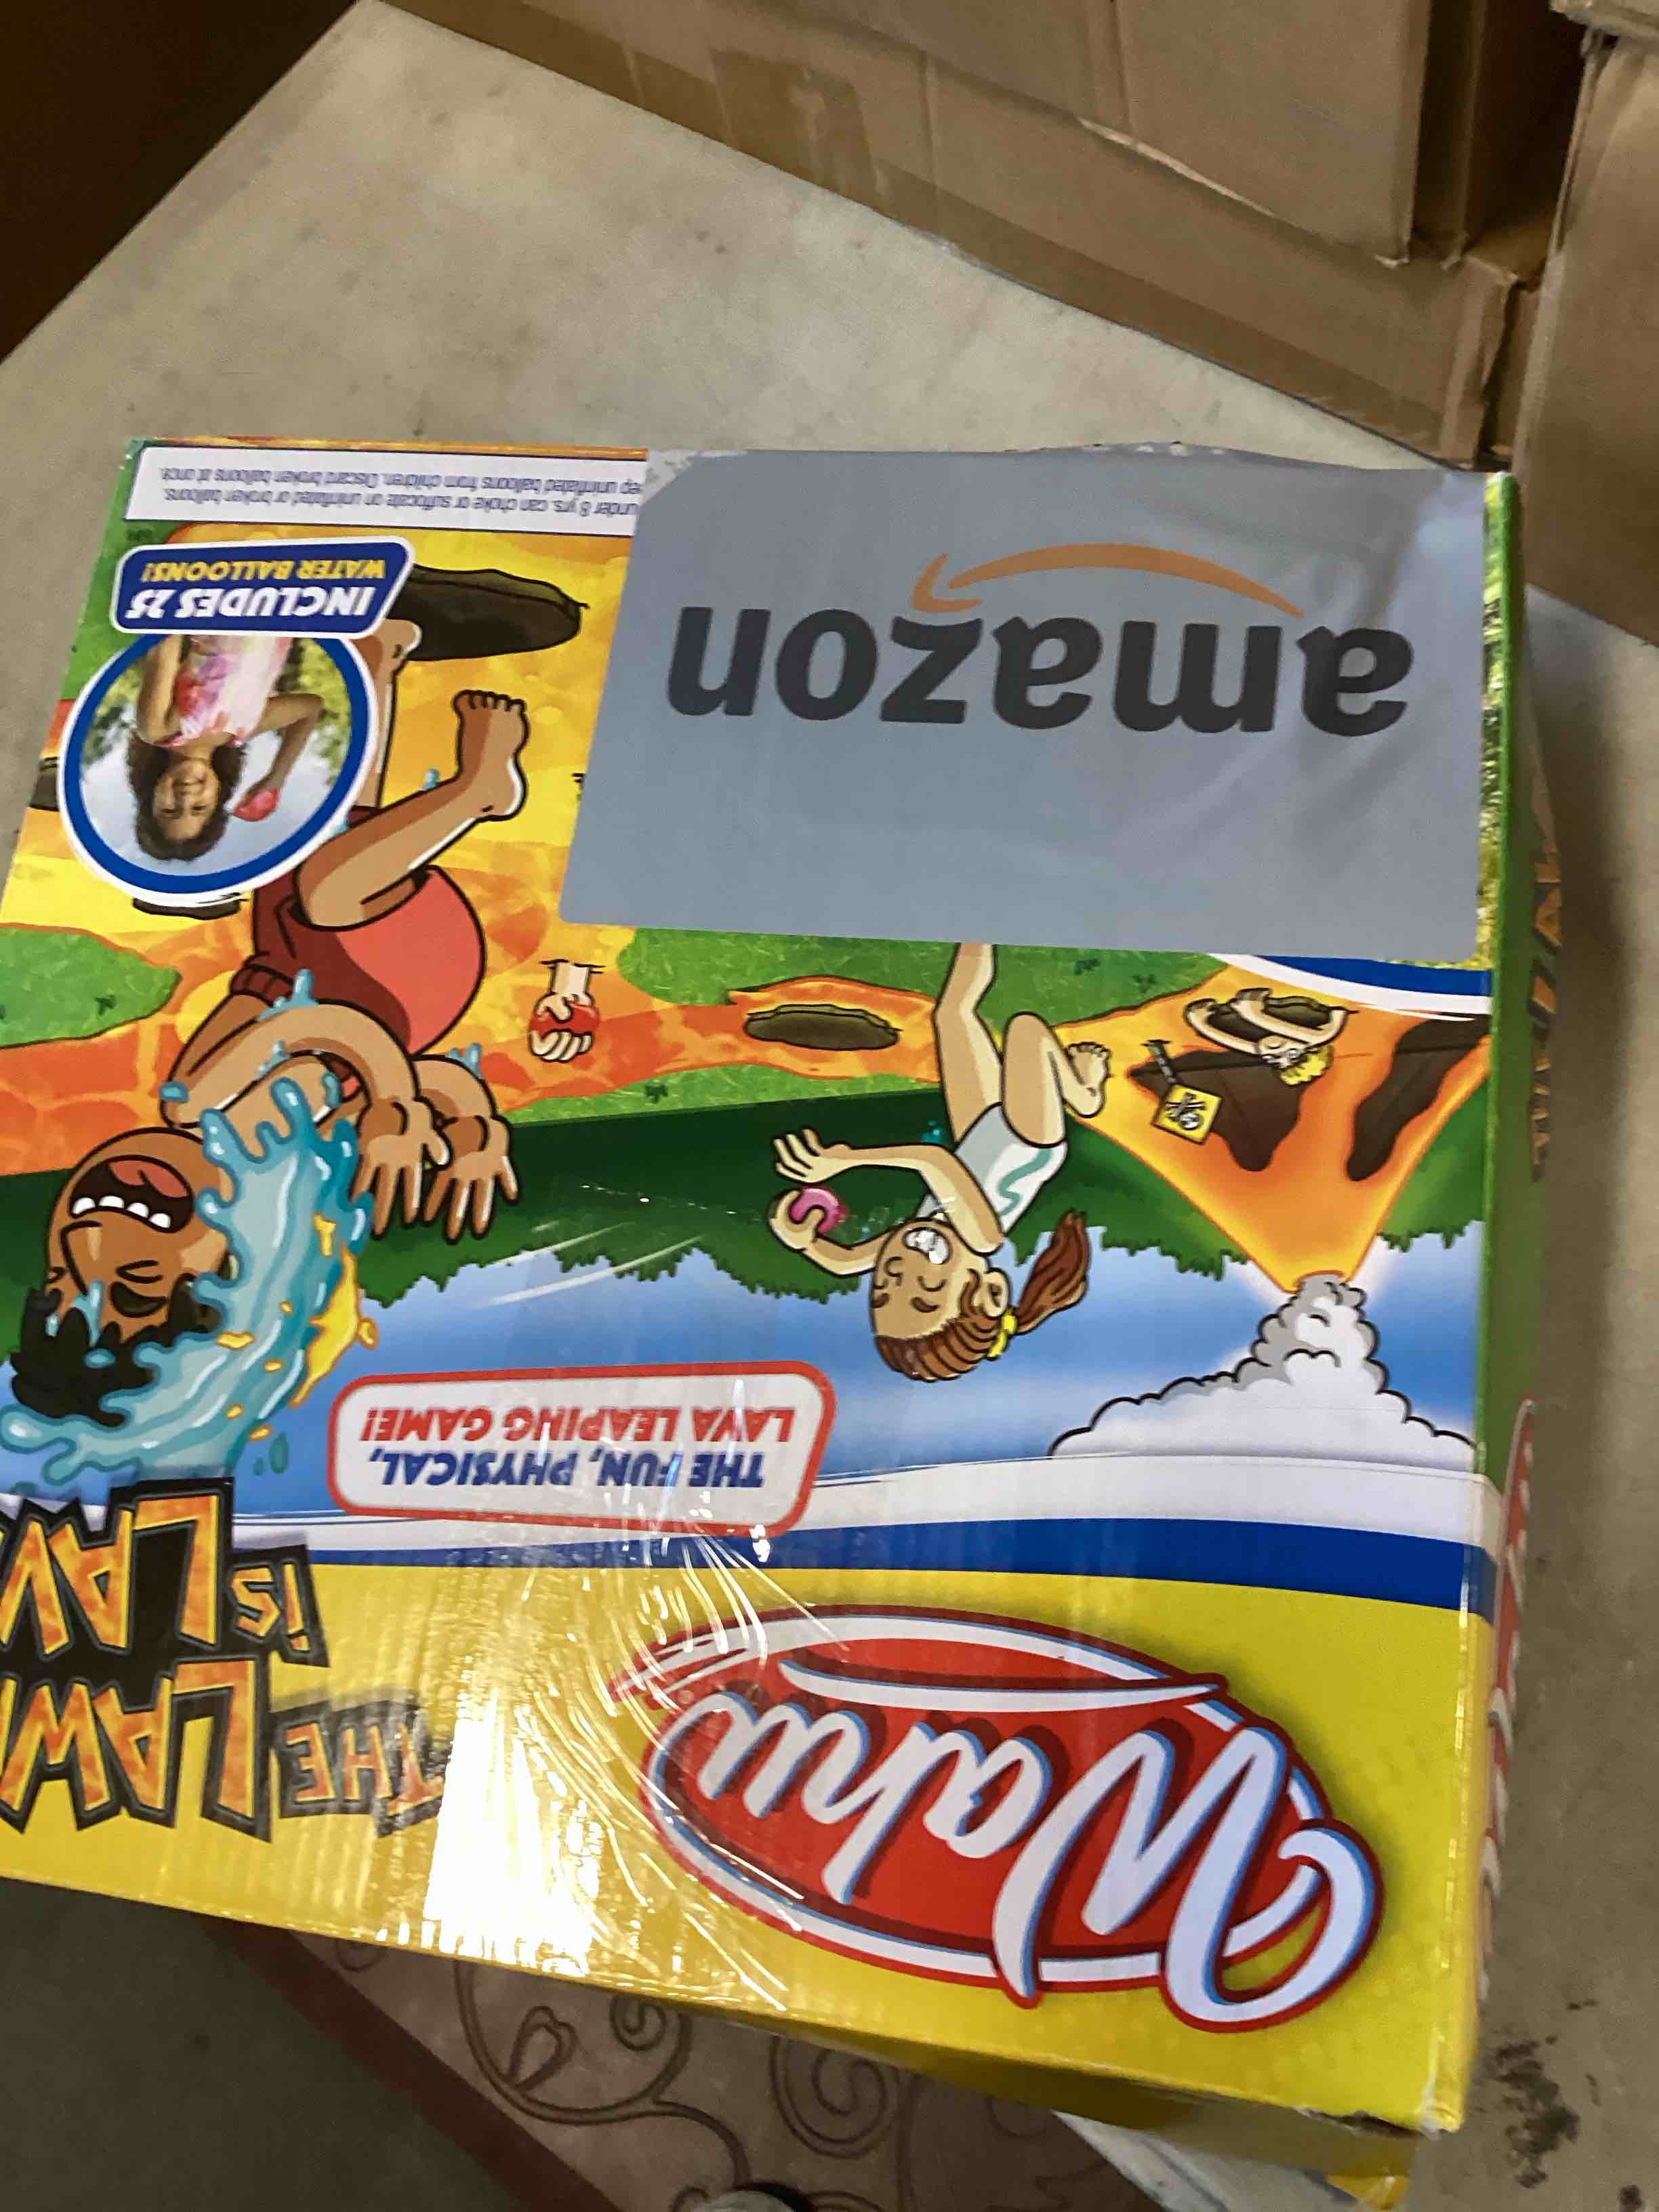 Wahu
THE LAW
is LAV
THE FUN, PHYSICAL,
LAVA LEAPING GAME!
amazon
INCLUDES 25
WATER BALLOONS!
under 8 yrs. can choke or suffocate on uninflated or broken balloons.
ep uninflated balloons from children. Discard broken balloons at once.